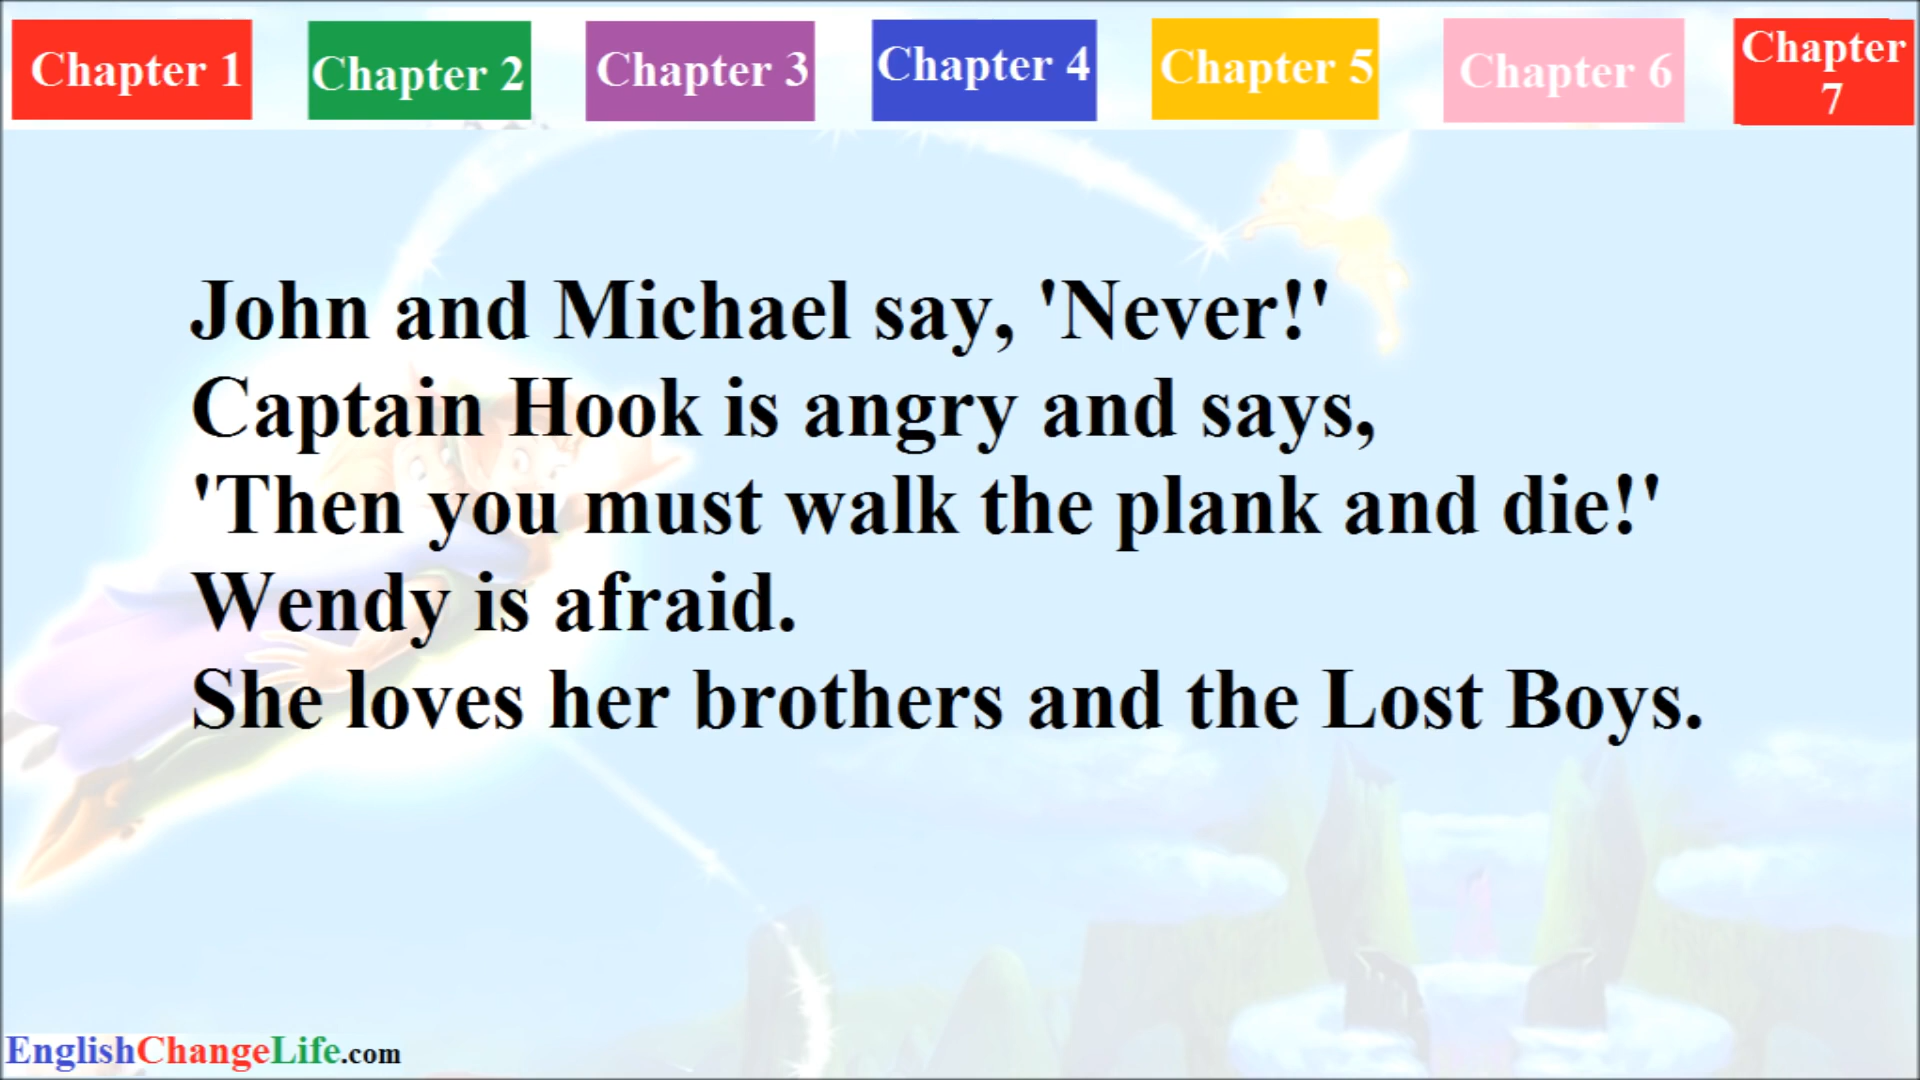 Chapter 1
Chapter 2
Chapter 3
Chapter 4
Chapter 5
Chapter 6
Chapter
7
John and Michael say, 'Never!'
Captain Hook is angry and says,
'Then you must walk the plank and die!'
Wendy is afraid.
She loves her brothers and the Lost Boys.
EnglishChangeLife.com